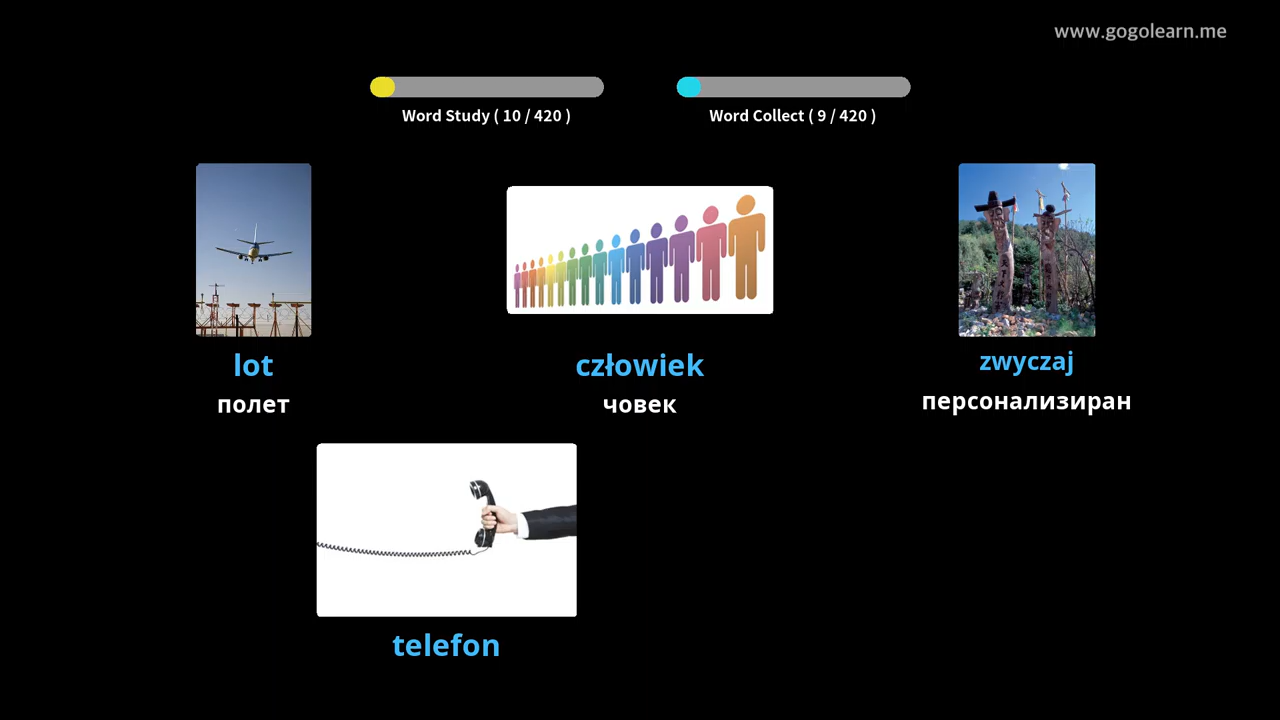 www.gogolearn.me
Word Study ( 10 / 420 )
Word Collect ( 9 / 420 )
lot
полет
człowiek
човек
zwyczaj
персонализиран
telefon